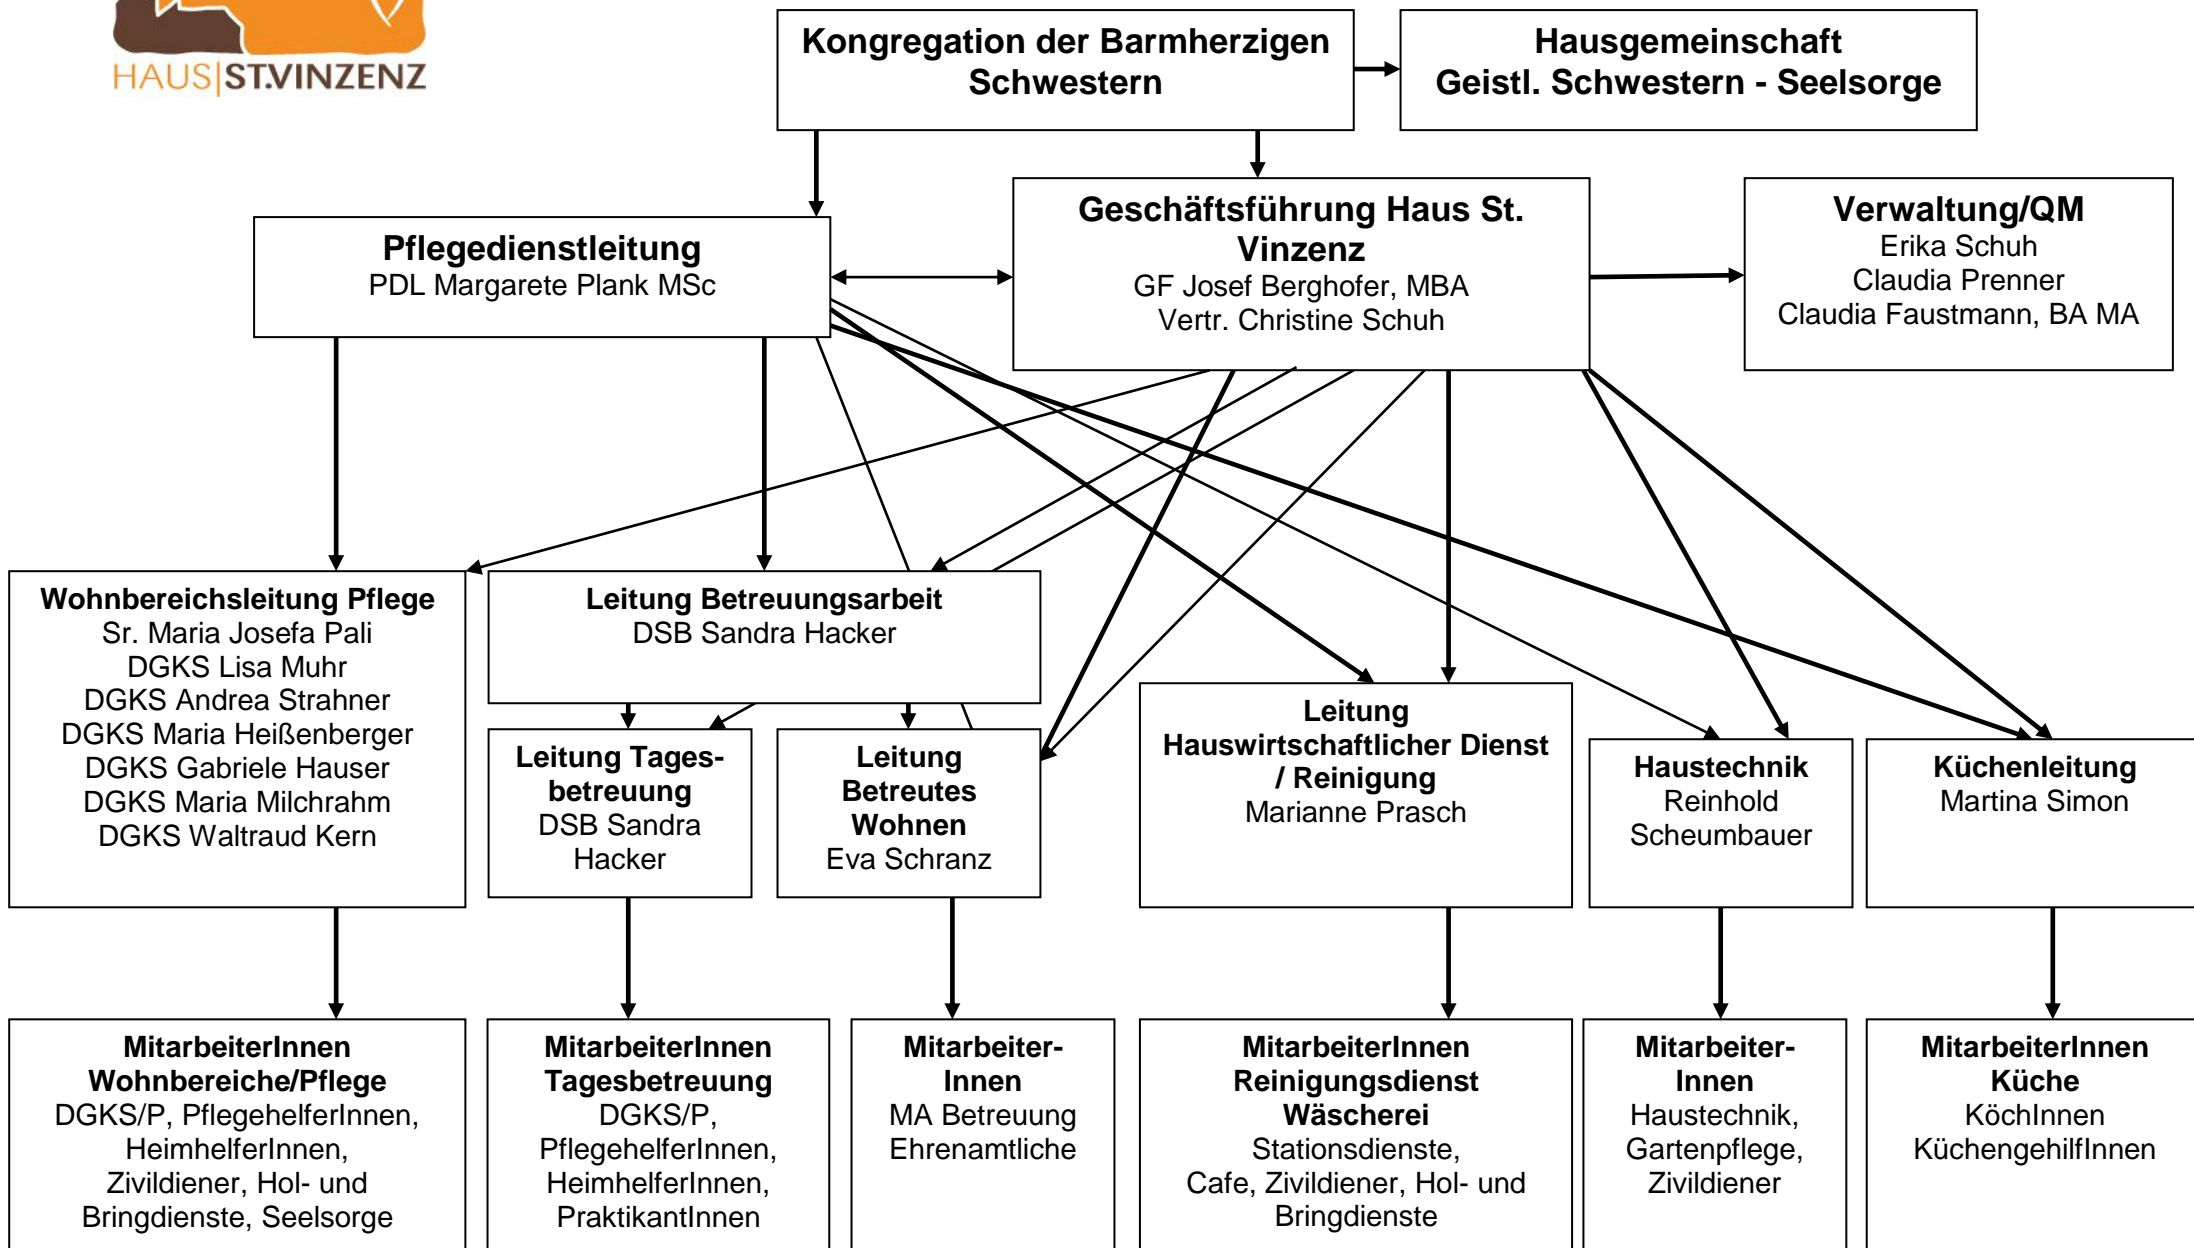 HAUS|ST.VINZENZ
Kongregation der Barmherzigen
Schwestern
Hausgemeinschaft
Geistl. Schwestern - Seelsorge
Pflegedienstleitung
PDL Margarete Plank MSc
Geschäftsführung Haus St.
Vinzenz
GF Josef Berghofer, MBA
Vertr. Christine Schuh
Verwaltung/QM
Erika Schuh
Claudia Prenner
Claudia Faustmann, BA MA
Wohnbereichsleitung Pflege
Sr. Maria Josefa Pali
DGKS Lisa Muhr
DGKS Andrea Strahner
DGKS Maria Heißenberger
DGKS Gabriele Hauser
DGKS Maria Milchrahm
DGKS Waltraud Kern
Leitung Betreuungsarbeit
DSB Sandra Hacker
Leitung Tages-
betreuung
DSB Sandra
Hacker
Leitung
Betreutes
Wohnen
Eva Schranz
Leitung
Hauswirtschaftlicher Dienst
/ Reinigung
Marianne Prasch
Haustechnik
Reinhold
Scheumbauer
Küchenleitung
Martina Simon
MitarbeiterInnen
Wohnbereiche/Pflege
DGKS/P, PflegehelferInnen,
HeimhelferInnen,
Zivildiener, Hol- und
Bringdienste, Seelsorge
MitarbeiterInnen
Tagesbetreuung
DGKS/P,
PflegehelferInnen,
HeimhelferInnen,
PraktikantInnen
Mitarbeiter-
Innen
MA Betreuung
Ehrenamtliche
MitarbeiterInnen
Reinigungsdienst
Wäscherei
Stationsdienste,
Cafe, Zivildiener, Hol- und
Bringdienste
Mitarbeiter-
Innen
Haustechnik,
Gartenpflege,
Zivildiener
MitarbeiterInnen
Küche
KöchInnen
KüchengehilfInnen